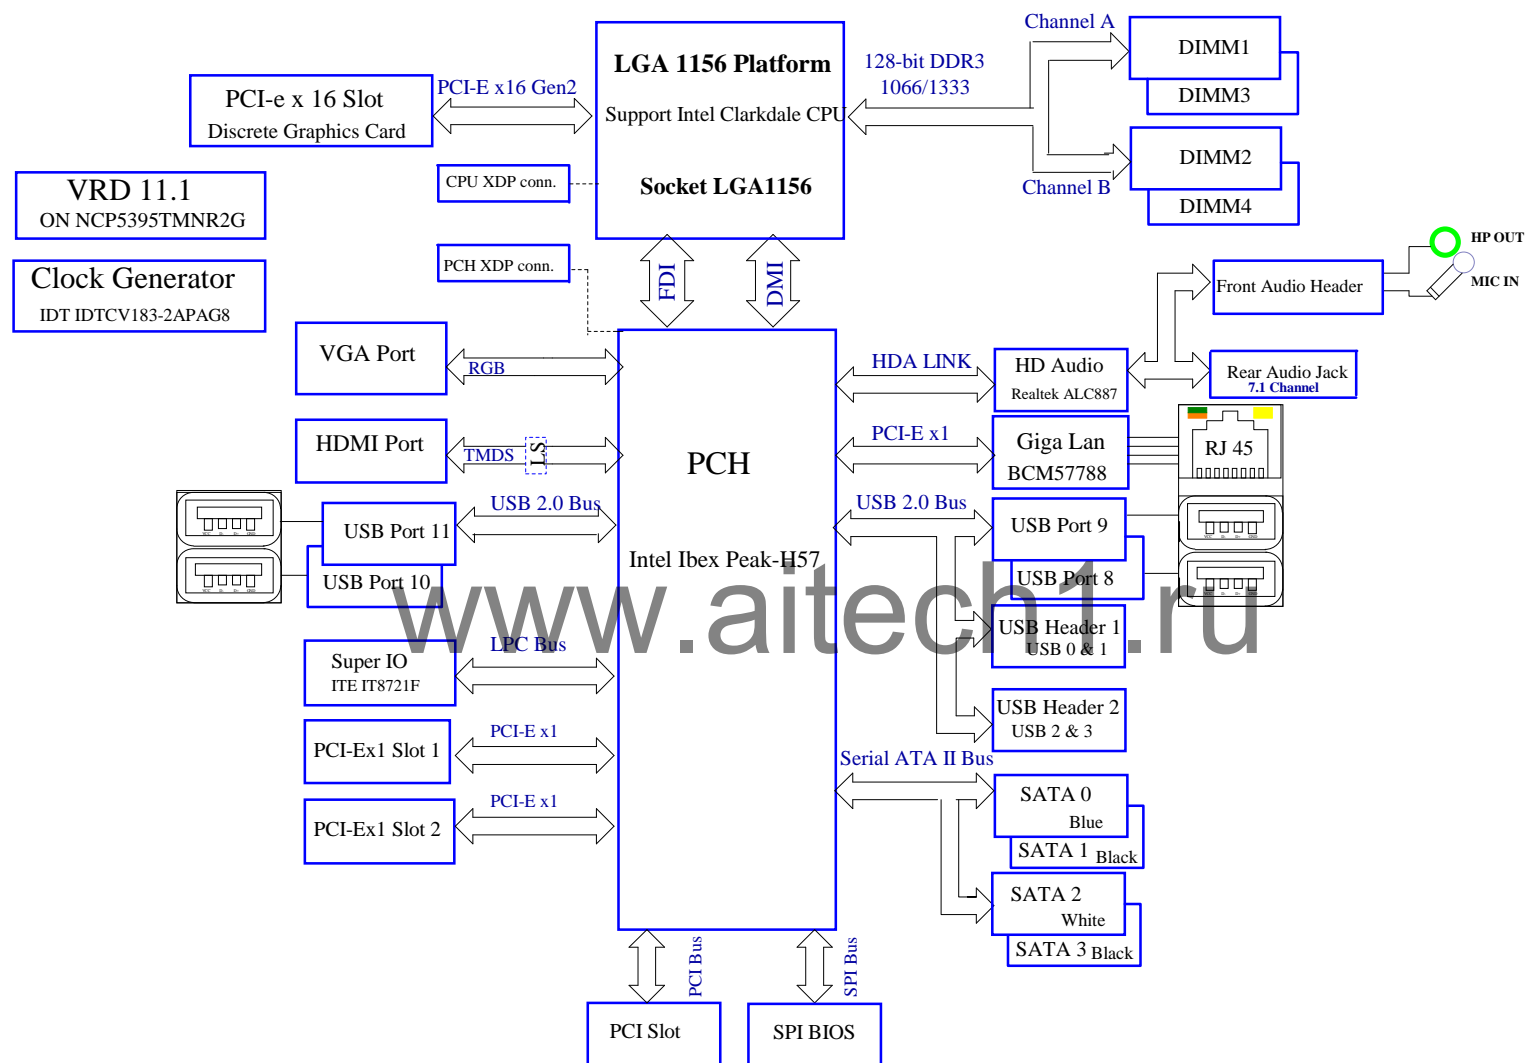 Channel A
LGA 1156 Platform
Support Intel Clarkdale CPU
Socket LGA1156
128-bit DDR3
1066/1333
DIMM1
DIMM3
DIMM2
DIMM4
Channel B
PCI-e x 16 Slot
Discrete Graphics Card
PCI-E x16 Gen2
VRD 11.1
ON NCP5395TMNR2G
CPU XDP conn.
Clock Generator
IDT IDTCV183-2APAG8
PCH XDP conn.
FDI
DMI
HP OUT
MIC IN
Front Audio Header
VGA Port
RGB
HDA LINK
HD Audio
Realtek ALC887
Rear Audio Jack
7.1 Channel
HDMI Port
TMDS
LS
PCH
Intel Ibex Peak-H57
PCI-E x1
Giga Lan
BCM57788
RJ 45
USB Port 11
USB Port 10
USB 2.0 Bus
USB 2.0 Bus
USB Port 9
USB Port 8
VCC D- D+ GND
VCC D- D+ GND
VCC D- D+ GND
VCC D- D+ GND
www.aitech1.ru
USB Header 1
USB 0 & 1
Super IO
ITE IT8721F
LPC Bus
USB Header 2
USB 2 & 3
PCI-Ex1 Slot 1
PCI-E x1
Serial ATA II Bus
SATA 0
Blue
SATA 1 Black
PCI-Ex1 Slot 2
PCI-E x1
SATA 2
White
SATA 3 Black
PCI Bus
SPI Bus
PCI Slot
SPI BIOS